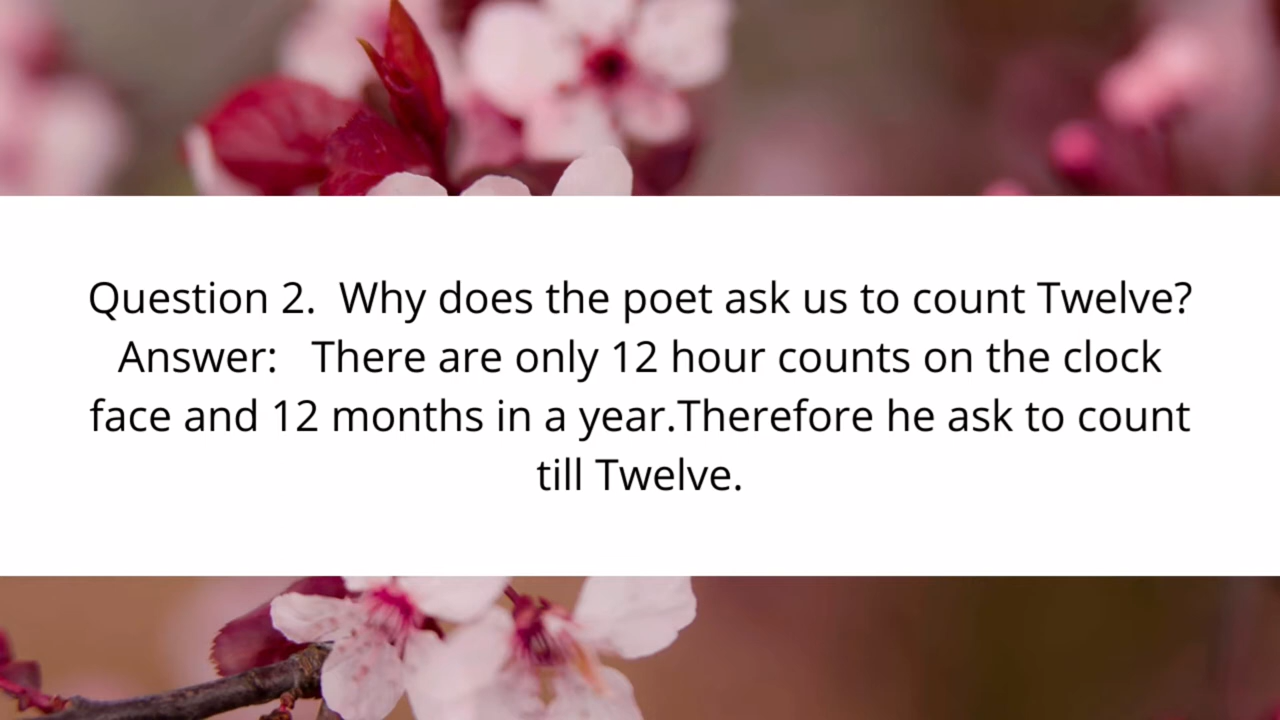 Question 2.  Why does the poet ask us to count Twelve?
Answer:   There are only 12 hour counts on the clock
face and 12 months in a year.Therefore he ask to count
till Twelve.